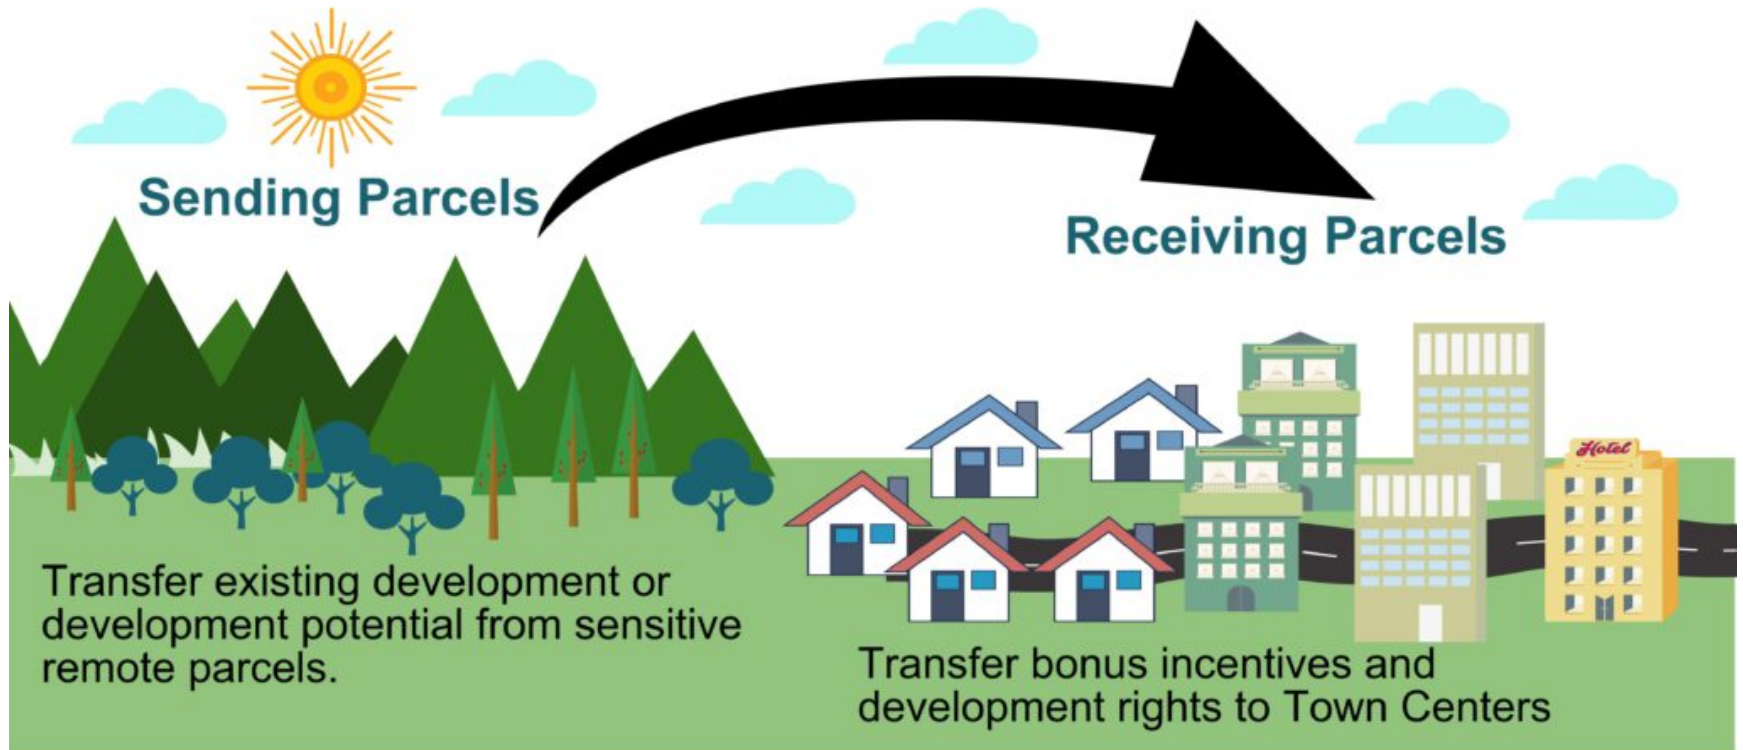 Sending Parcels
Receiving Parcels
Hotel
Transfer existing development or
development potential from sensitive
remote parcels.
Transfer bonus incentives and
development rights to Town Centers